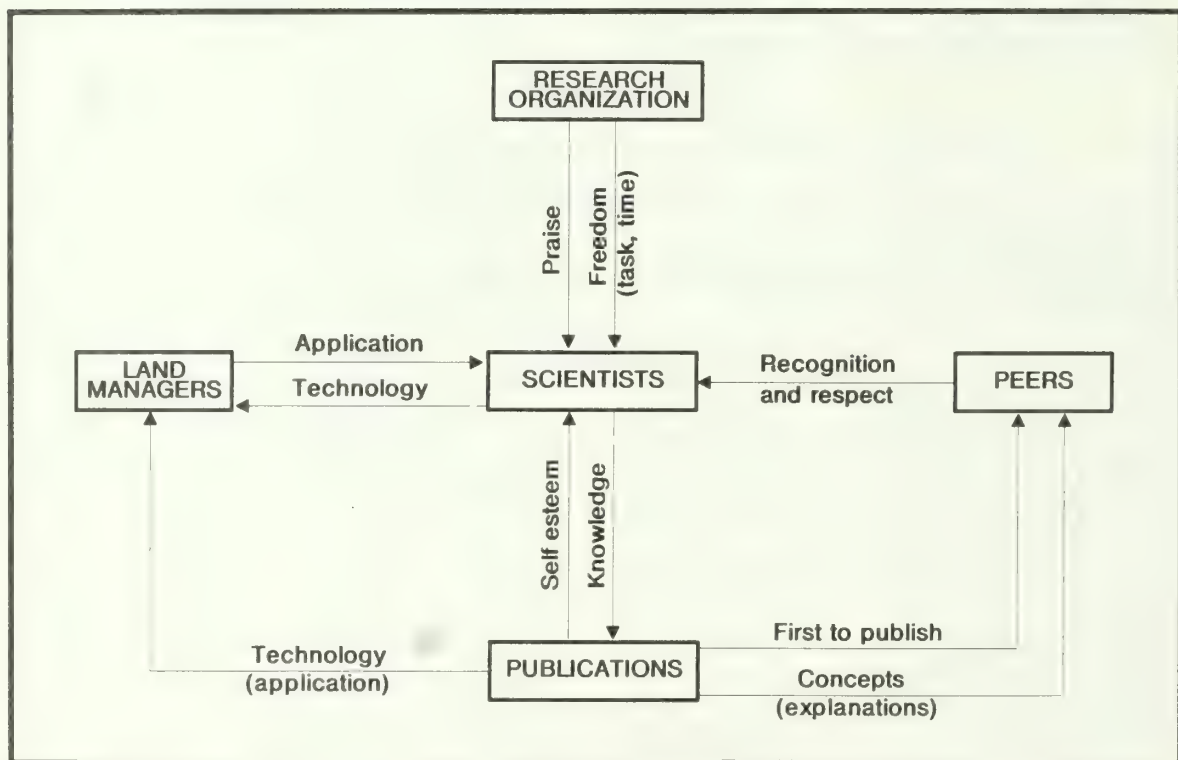 RESEARCH
ORGANIZATION
Praise
Freedom
(task, time)
LAND
MANAGERS
Application
Technology
SCIENTISTS
Recognition
and respect
PEERS
Self esteem
Knowledge
Technology
(application)
PUBLICATIONS
First to publish
Concepts
(explanations)